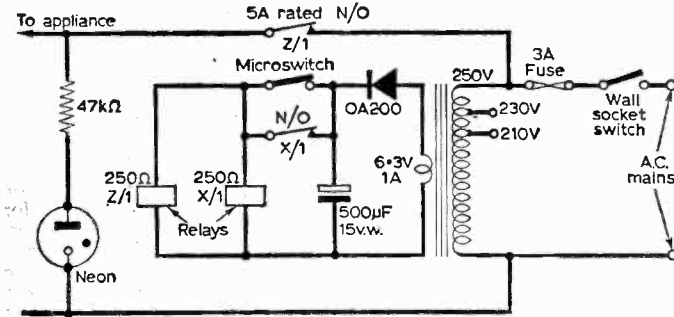 To appliance
5A rated N/O
Z/1
Microswitch
250V
3A
Fuse
Wall
socket
switch
47kΩ
OA200
230V
210V
N/O
X/1
6·3V
1A
A.C.
mains
250Ω
Z/1
250Ω
X/1
Relays
500μF
15v.w.
Neon